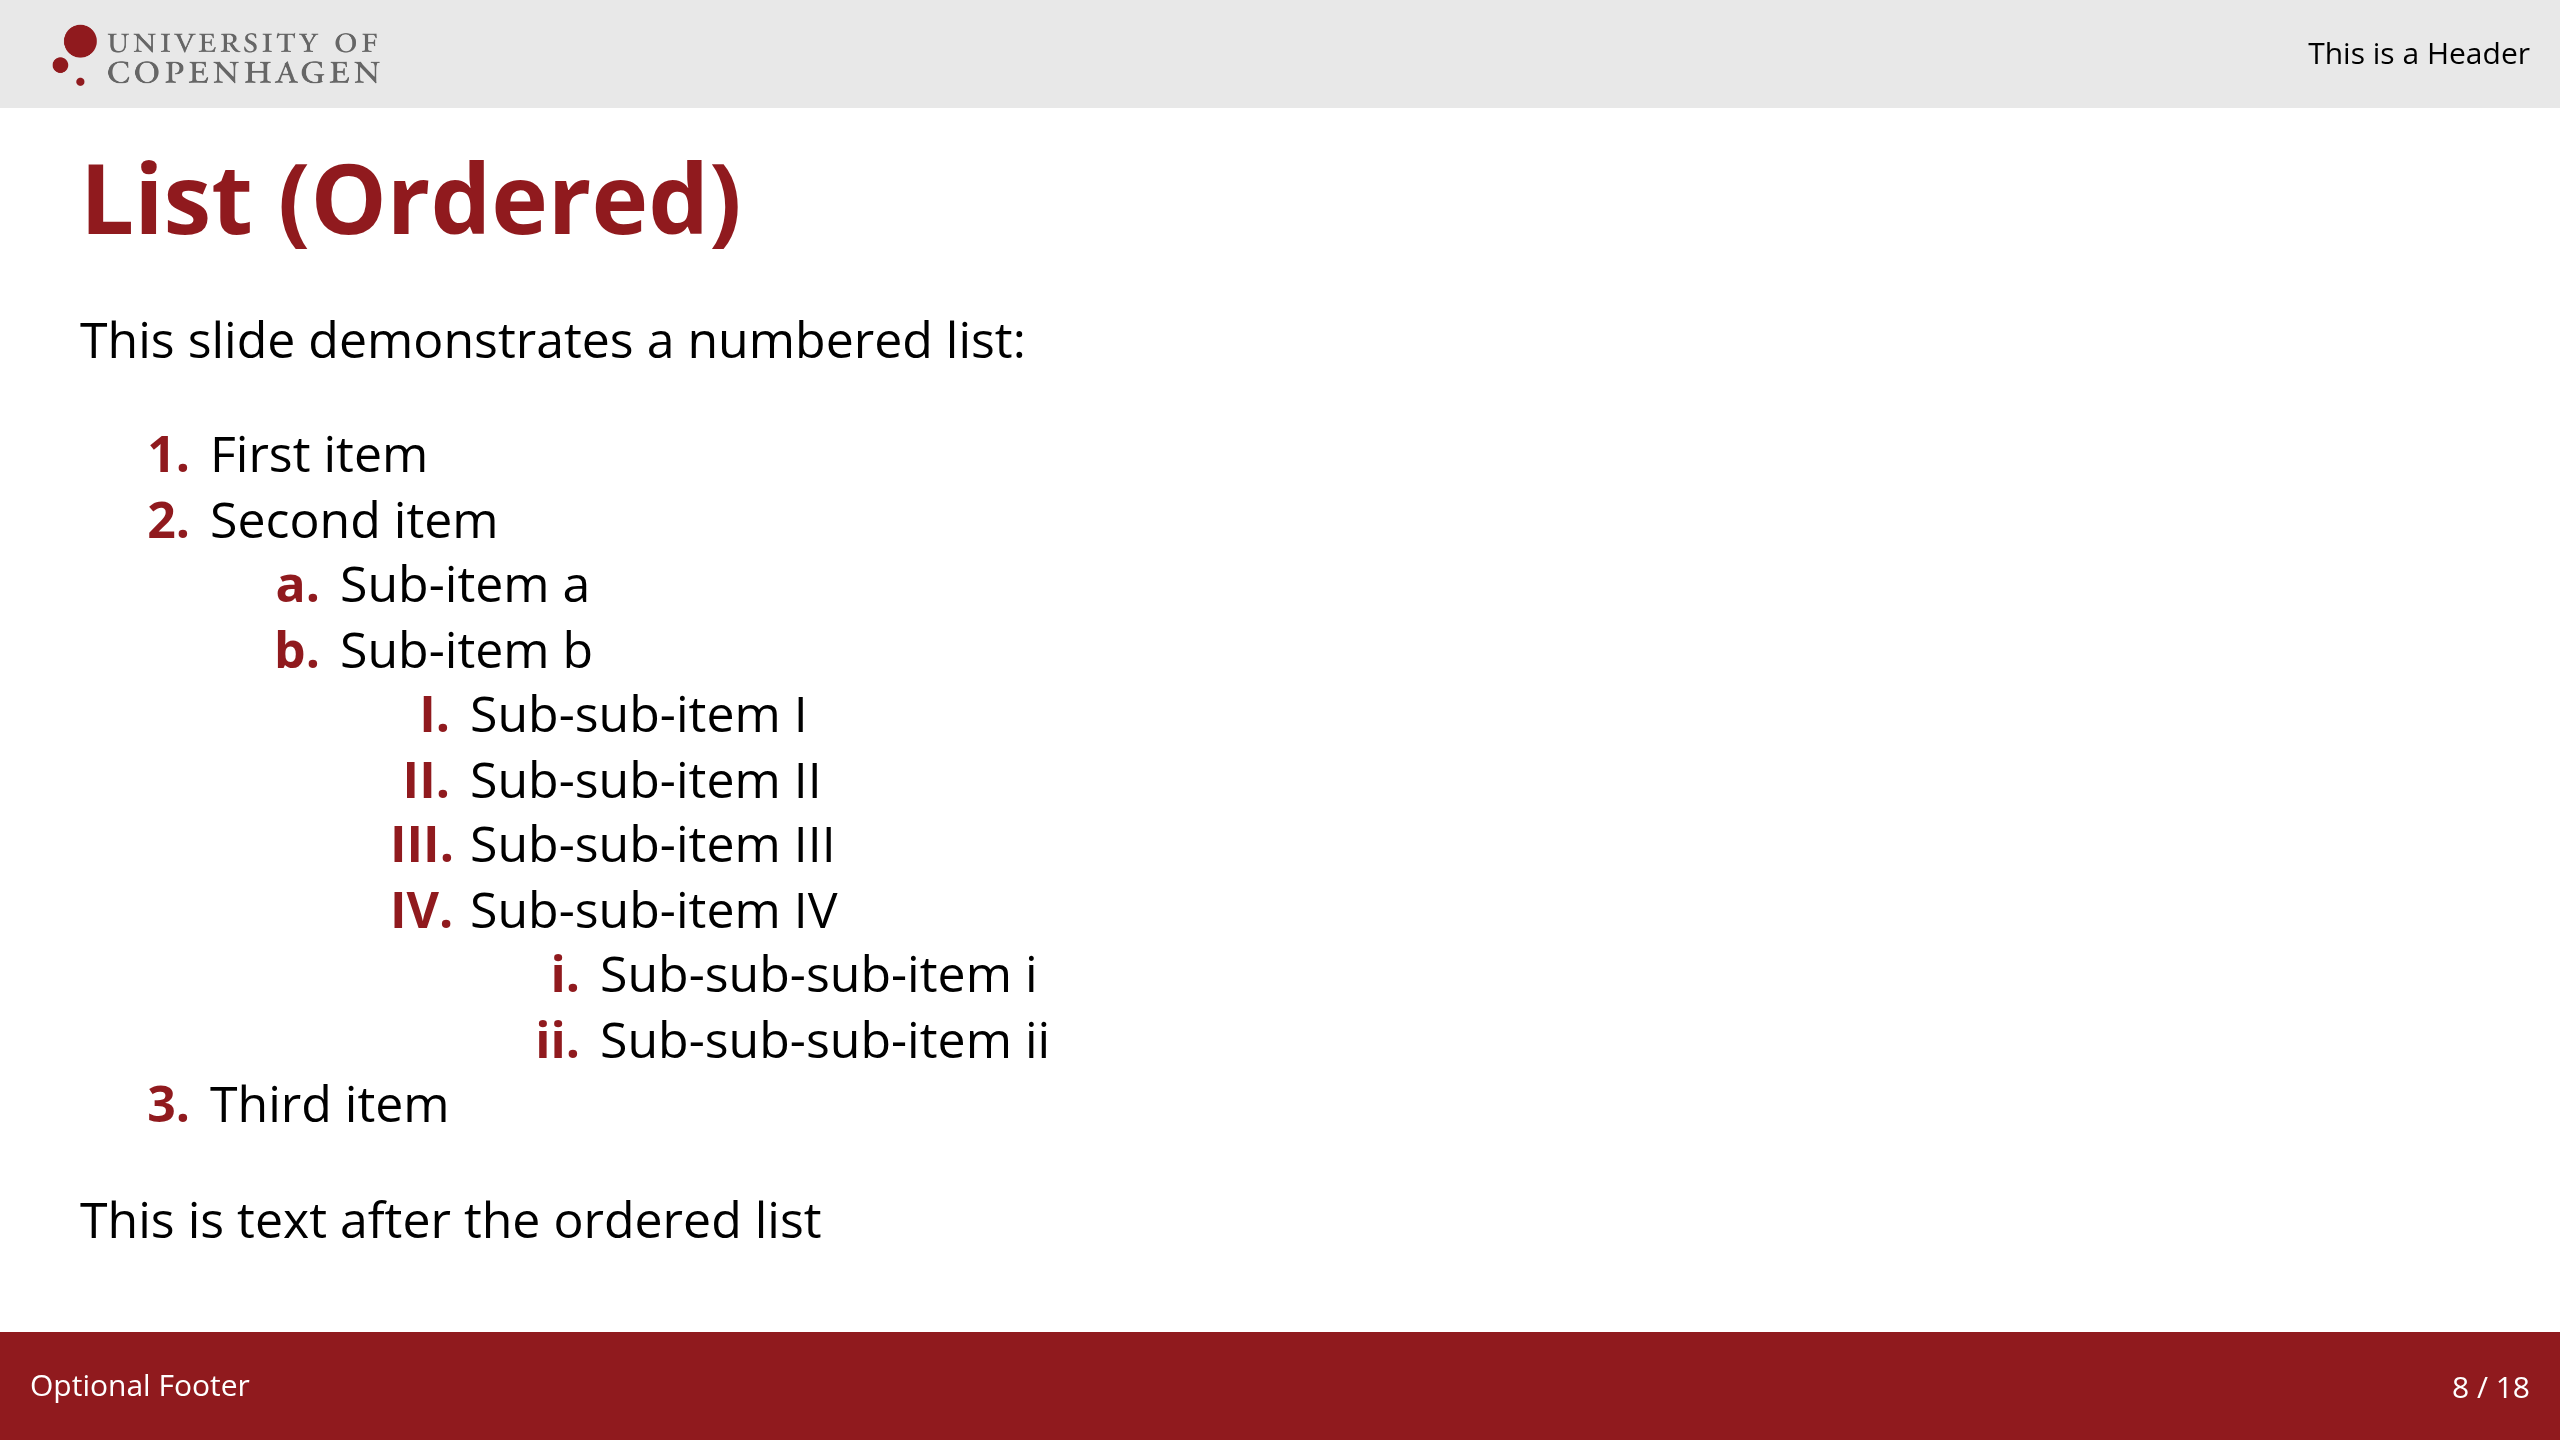 UNIVERSITY OF
COPENHAGEN
This is a Header
List (Ordered)
This slide demonstrates a numbered list:
1. First item
2. Second item
a. Sub-item a
b. Sub-item b
I. Sub-sub-item I
II. Sub-sub-item II
III. Sub-sub-item III
IV. Sub-sub-item IV
i. Sub-sub-sub-item i
ii. Sub-sub-sub-item ii
3. Third item
This is text after the ordered list
Optional Footer
8 / 18